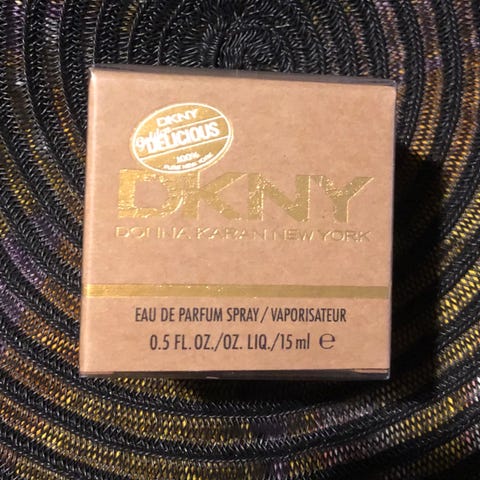 DKNY
DELICIOUS
100%
DKNY
DONNA KARAN NEW YORK
EAU DE PARFUM SPRAY / VAPORISATEUR
0.5 FL. OZ./OZ. LIQ./15 ml e